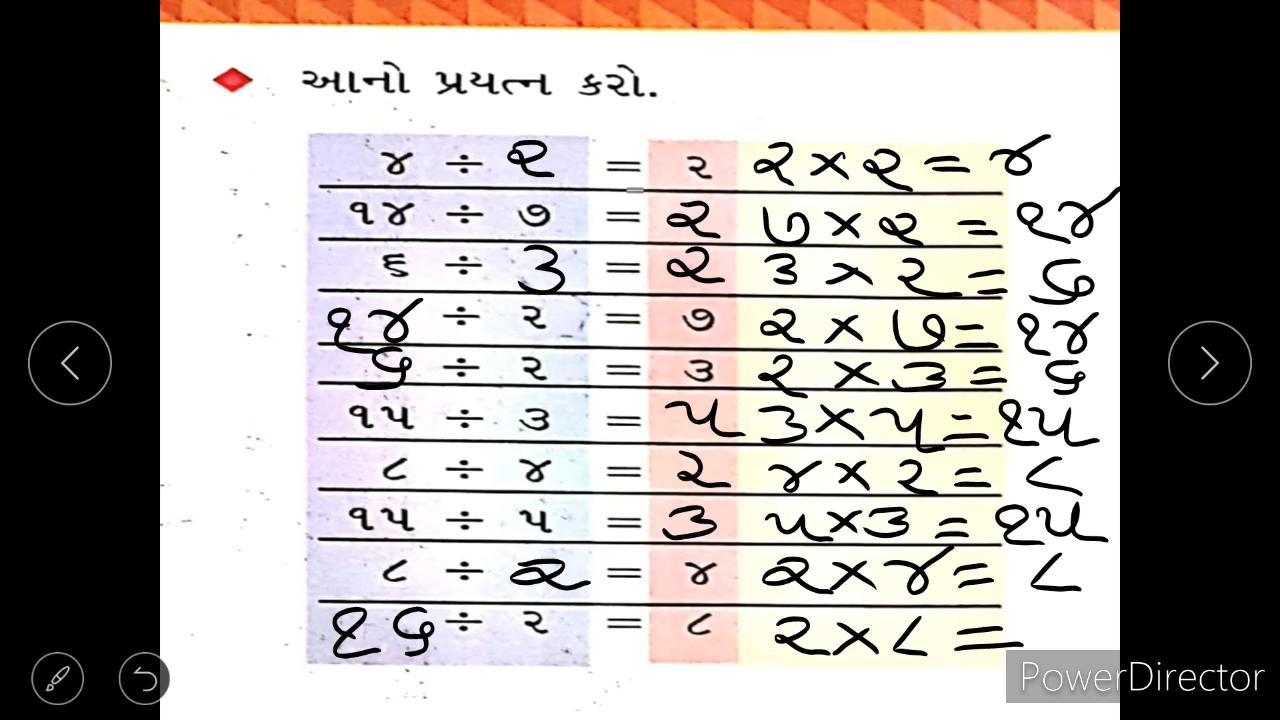 આનો પ્રયત્ન કરો.
૪ ÷ ૨ = ૨ ૨ × ૨ = ૪
૧૪ ÷ ૭ = ૨ ૭ × ૨ = ૧૪
૬ ÷ ૩ = ૨ ૩ × ૨ = ૬
૧૪ ÷ ૨ = ૭ ૨ × ૭ = ૧૪
૬ ÷ ૨ = ૩ ૨ × ૩ = ૬
૧૫ ÷ ૩ = ૫ ૩ × ૫ = ૧૫
૮ ÷ ૪ = ૨ ૪ × ૨ = ૮
૧૫ ÷ ૫ = ૩ ૫ × ૩ = ૧૫
૮ ÷ ૨ = ૪ ૨ × ૪ = ૮
૧૬ ÷ ૨ = ૮ ૨ × ૮ =
PowerDirector